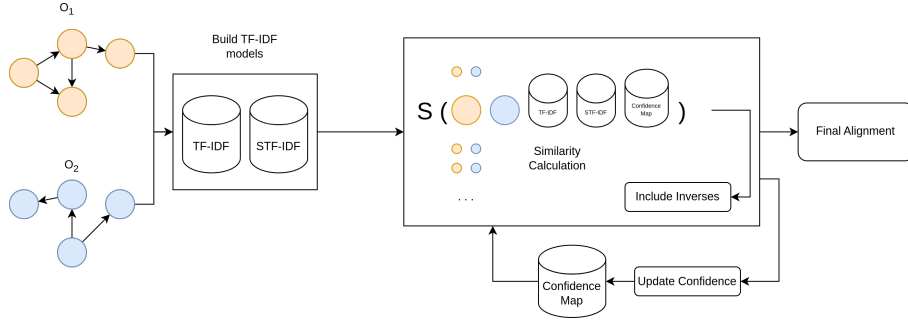 O1
Build TF-IDF
models
TF-IDF
STF-IDF
O2
S (
TF-IDF
STF-IDF
Confidence
Map
)
Similarity
Calculation
. . .
Include Inverses
Final Alignment
Confidence
Map
Update Confidence